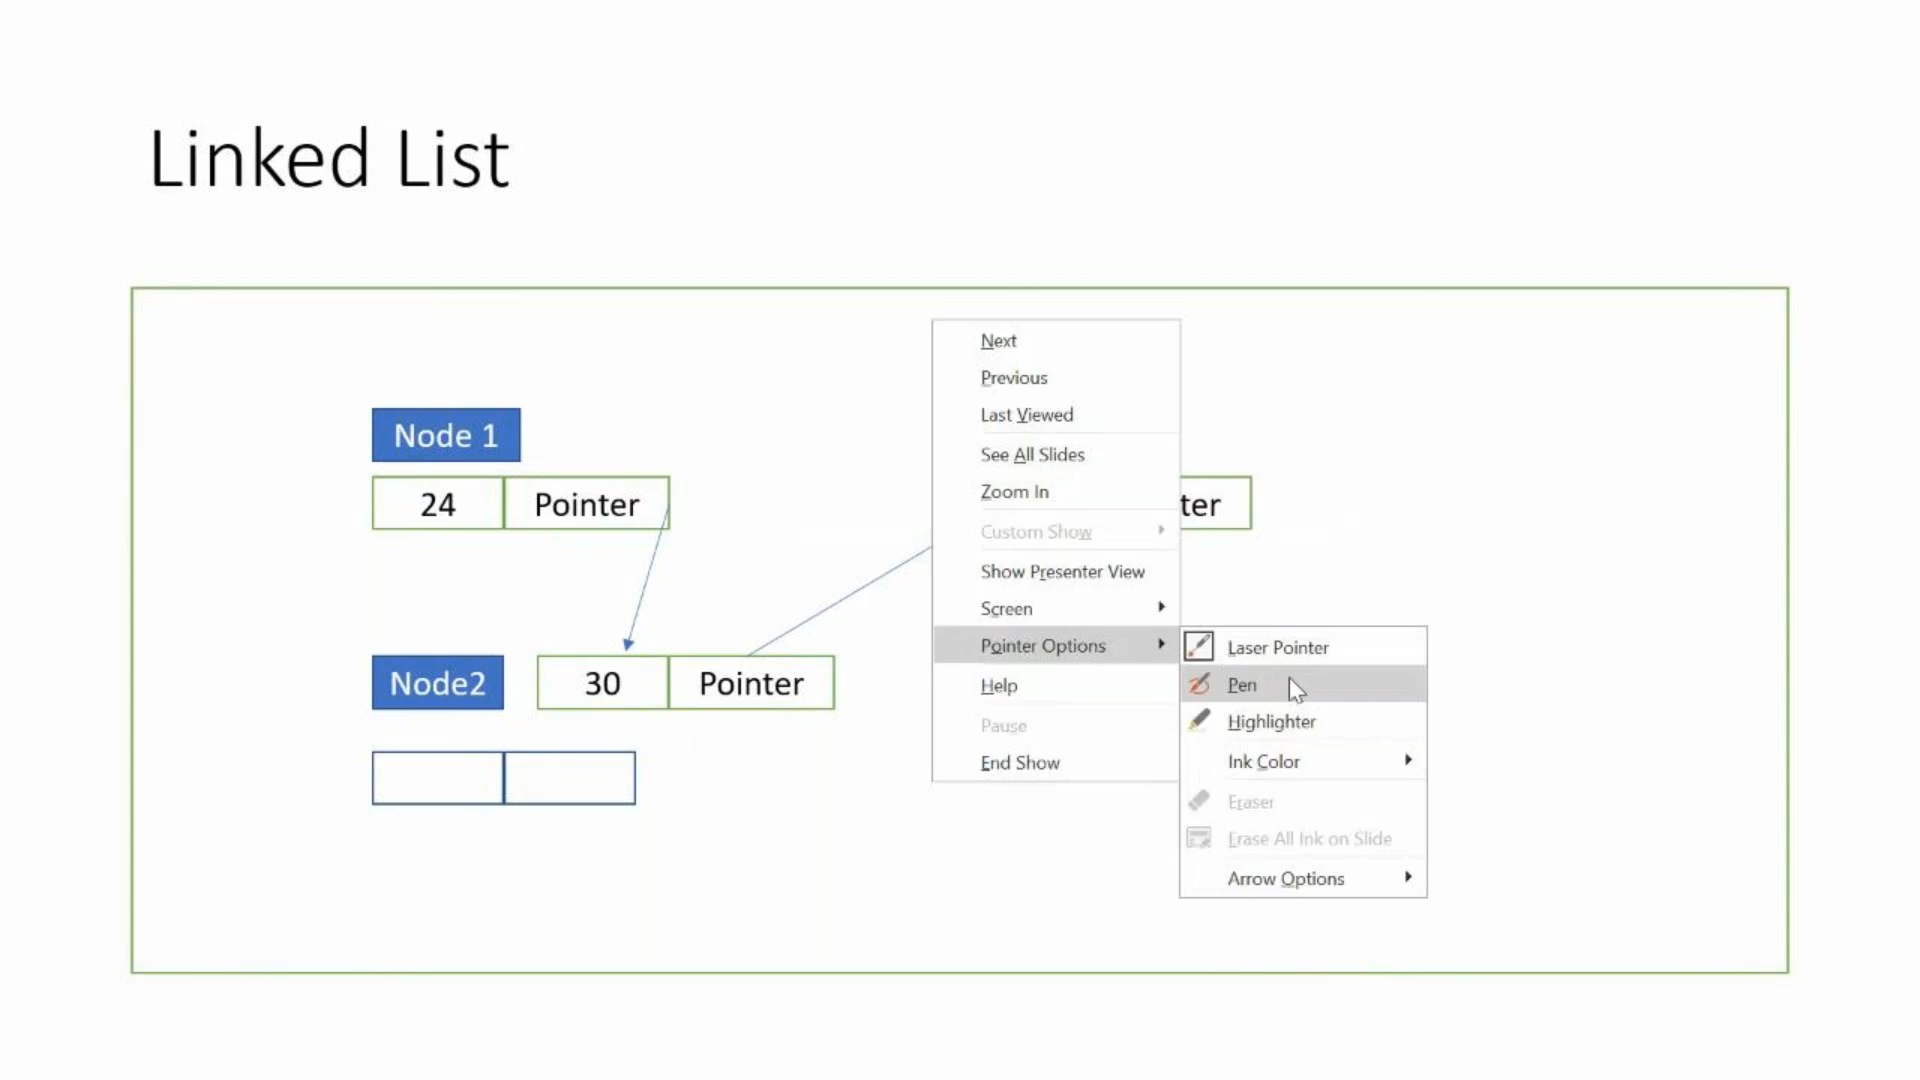 Linked List
Node 1
24 Pointer
ter
Node2
30 Pointer
Next
Previous
Last Viewed
See All Slides
Zoom In
Custom Show
Show Presenter View
Screen
Pointer Options
Help
Pause
End Show
Laser Pointer
Pen
Highlighter
Ink Color
Eraser
Erase All Ink on Slide
Arrow Options